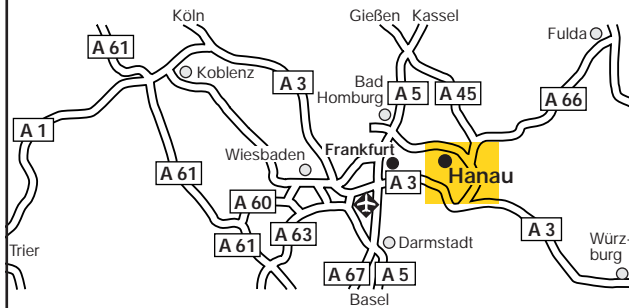 Köln
Gießen Kassel
Fulda
A 61
Koblenz
A 3
Bad
Homburg
A 5
A 45
A 66
A 1
Frankfurt
Wiesbaden
A 61
Hanau
A 3
A 60
A 61
A 63
Darmstadt
A 3
Würz-
burg
Trier
A 67
A 5
Basel